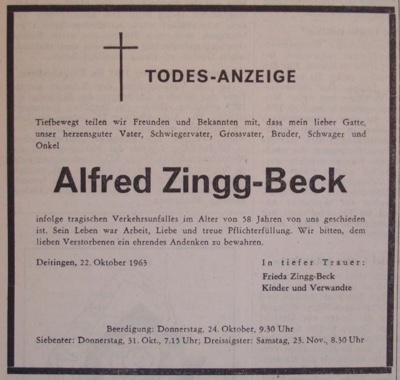 TODES-ANZEIGE
Tiefbewegt teilen wir Freunden und Bekannten mit, dass mein lieber Gatte,
unser herzensguter Vater, Schwiegervater, Grossvater, Bruder, Schwager und
Onkel
Alfred Zingg-Beck
infolge tragischen Verkehrsunfalles im Alter von 58 Jahren von uns geschieden
ist. Sein Leben war Arbeit, Liebe und treue Pflichterfüllung. Wir bitten, dem
lieben Verstorbenen ein ehrendes Andenken zu bewahren.
Deitingen, 22. Oktober 1963
In tiefer Trauer:
Frieda Zingg-Beck
Kinder und Verwandte
Beerdigung: Donnerstag, 24. Oktober, 9.30 Uhr
Siebenter: Donnerstag, 31. Okt., 7.15 Uhr; Dreissigster: Samstag, 23. Nov., 8.30 Uhr